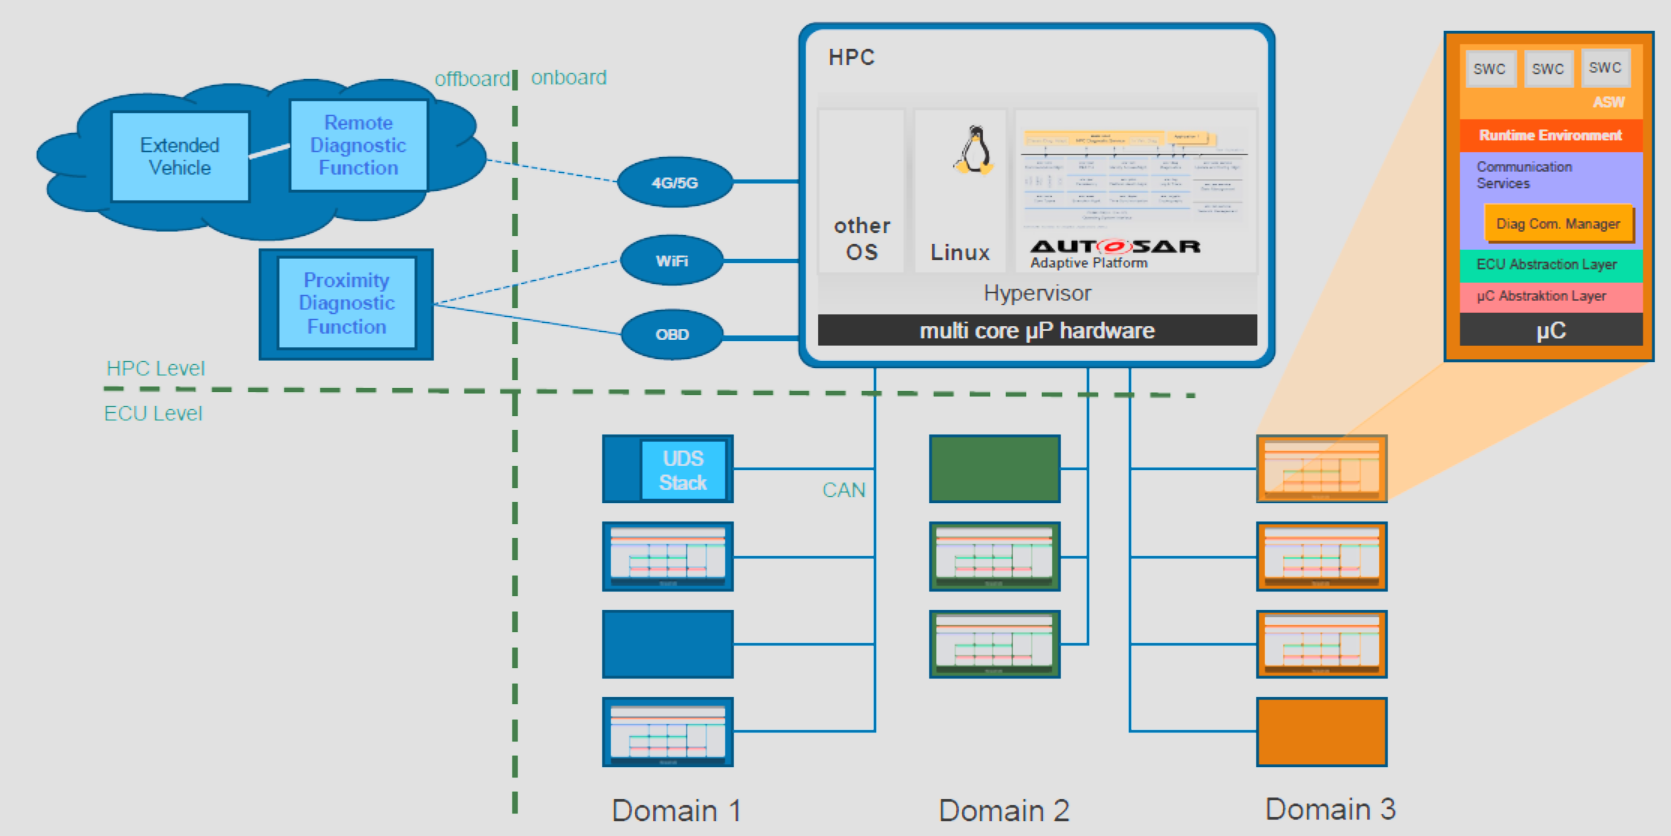 offboard
onboard
Extended
Vehicle
Remote
Diagnostic
Function
Proximity
Diagnostic
Function
4G/5G
WiFi
OBD
HPC
other
OS
Linux
AUTOSAR
Adaptive Platform
Hypervisor
multi core µP hardware
SWC
SWC
SWC
ASW
Runtime Environment
Communication
Services
Diag Com. Manager
ECU Abstraction Layer
µC Abstraktion Layer
µC
HPC Level
ECU Level
UDS
Stack
CAN
Domain 1
Domain 2
Domain 3